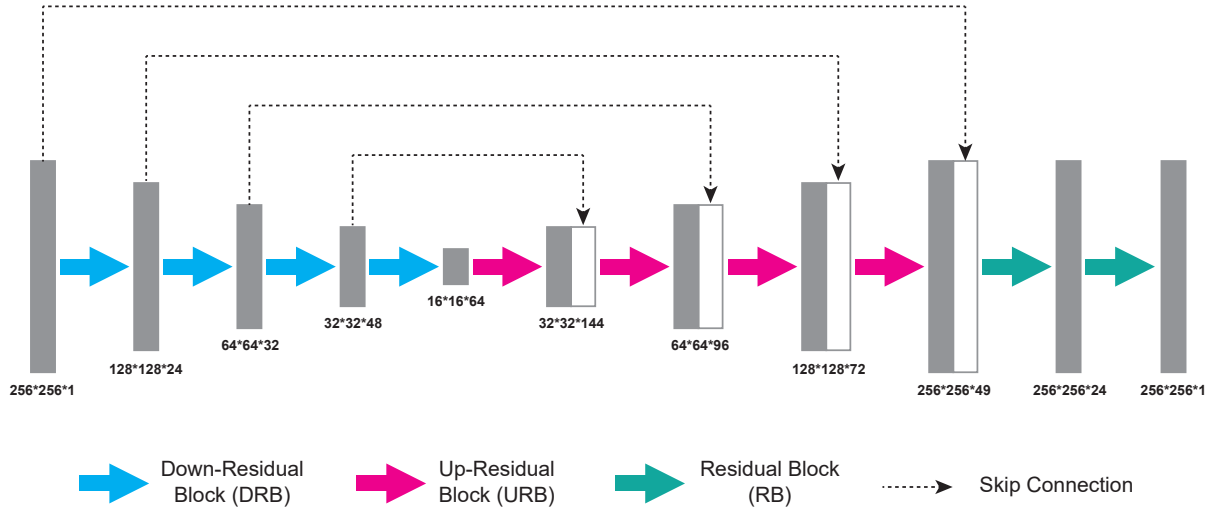 256*256*1
128*128*24
64*64*32
32*32*48
16*16*64
32*32*144
64*64*96
128*128*72
256*256*49
256*256*24
256*256*1
Down-Residual
Block (DRB)
Up-Residual
Block (URB)
Residual Block
(RB)
Skip Connection